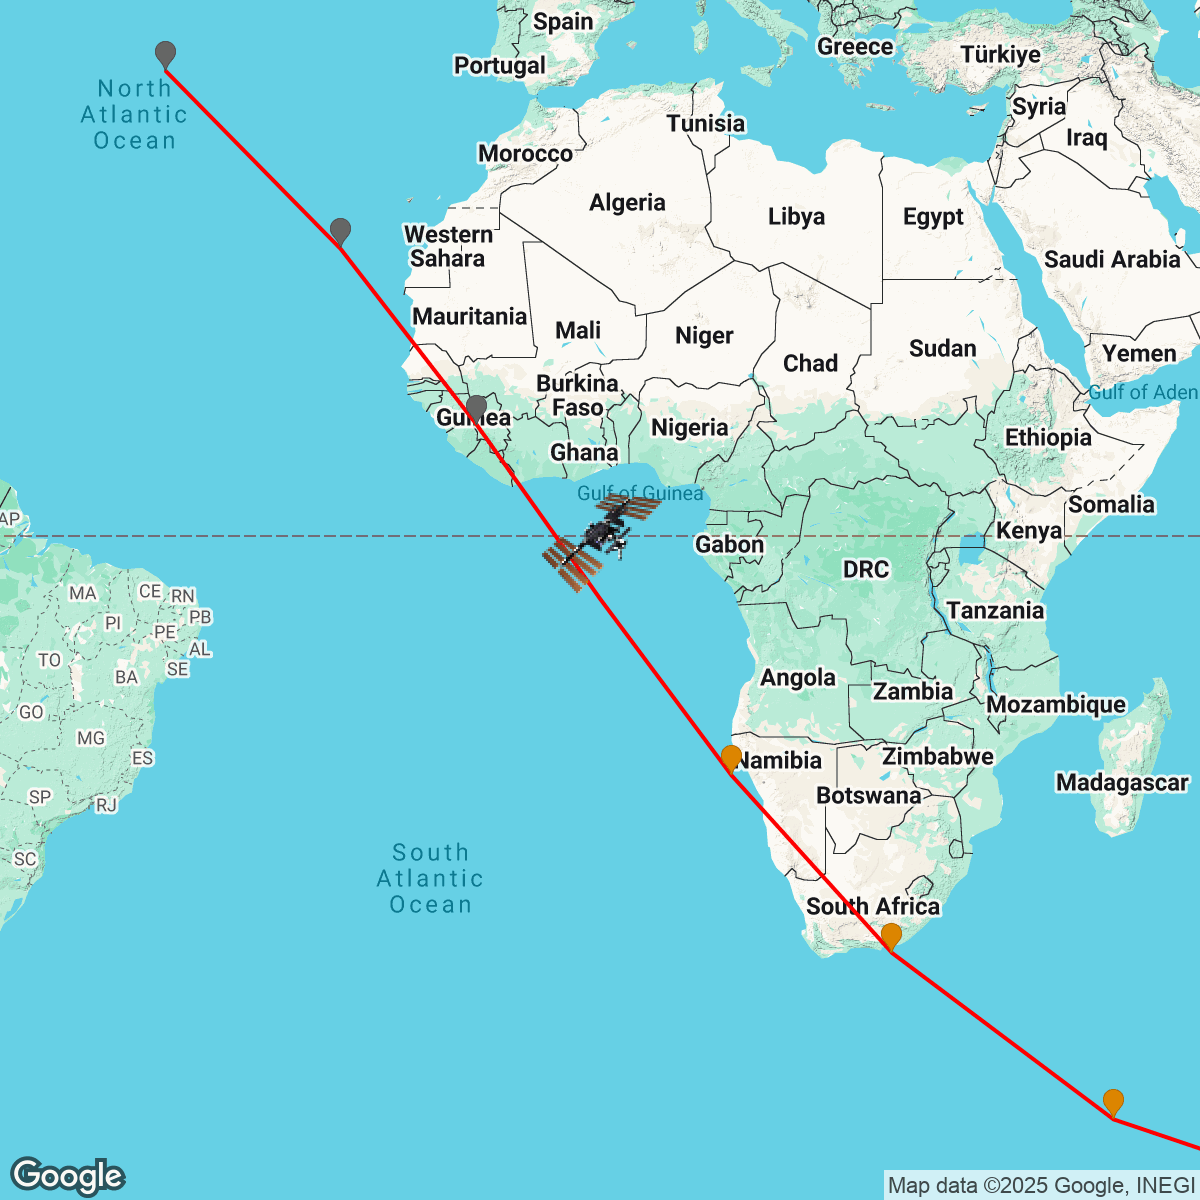 Spain
Portugal
Greece
Türkiye
North
Atlantic
Ocean
Syria
Iraq
Tunisia
Morocco
Algeria
Libya
Egypt
Western
Sahara
Saudi Arabia
Mauritania
Mali
Niger
Chad
Sudan
Yemen
Burkina
Faso
Gulf of Aden
Guinea
Nigeria
Ethiopia
Ghana
Gulf of Guinea
Somalia
AP
Kenya
Gabon
DRC
MA
CE
RN
Tanzania
PI
PE
PB
AL
TO
BA
SE
Angola
Zambia
Mozambique
GO
MG
ES
Namibia
Zimbabwe
Botswana
Madagascar
SP
RJ
SC
South
Atlantic
Ocean
South Africa
Google
Map data ©2025 Google, INEGI